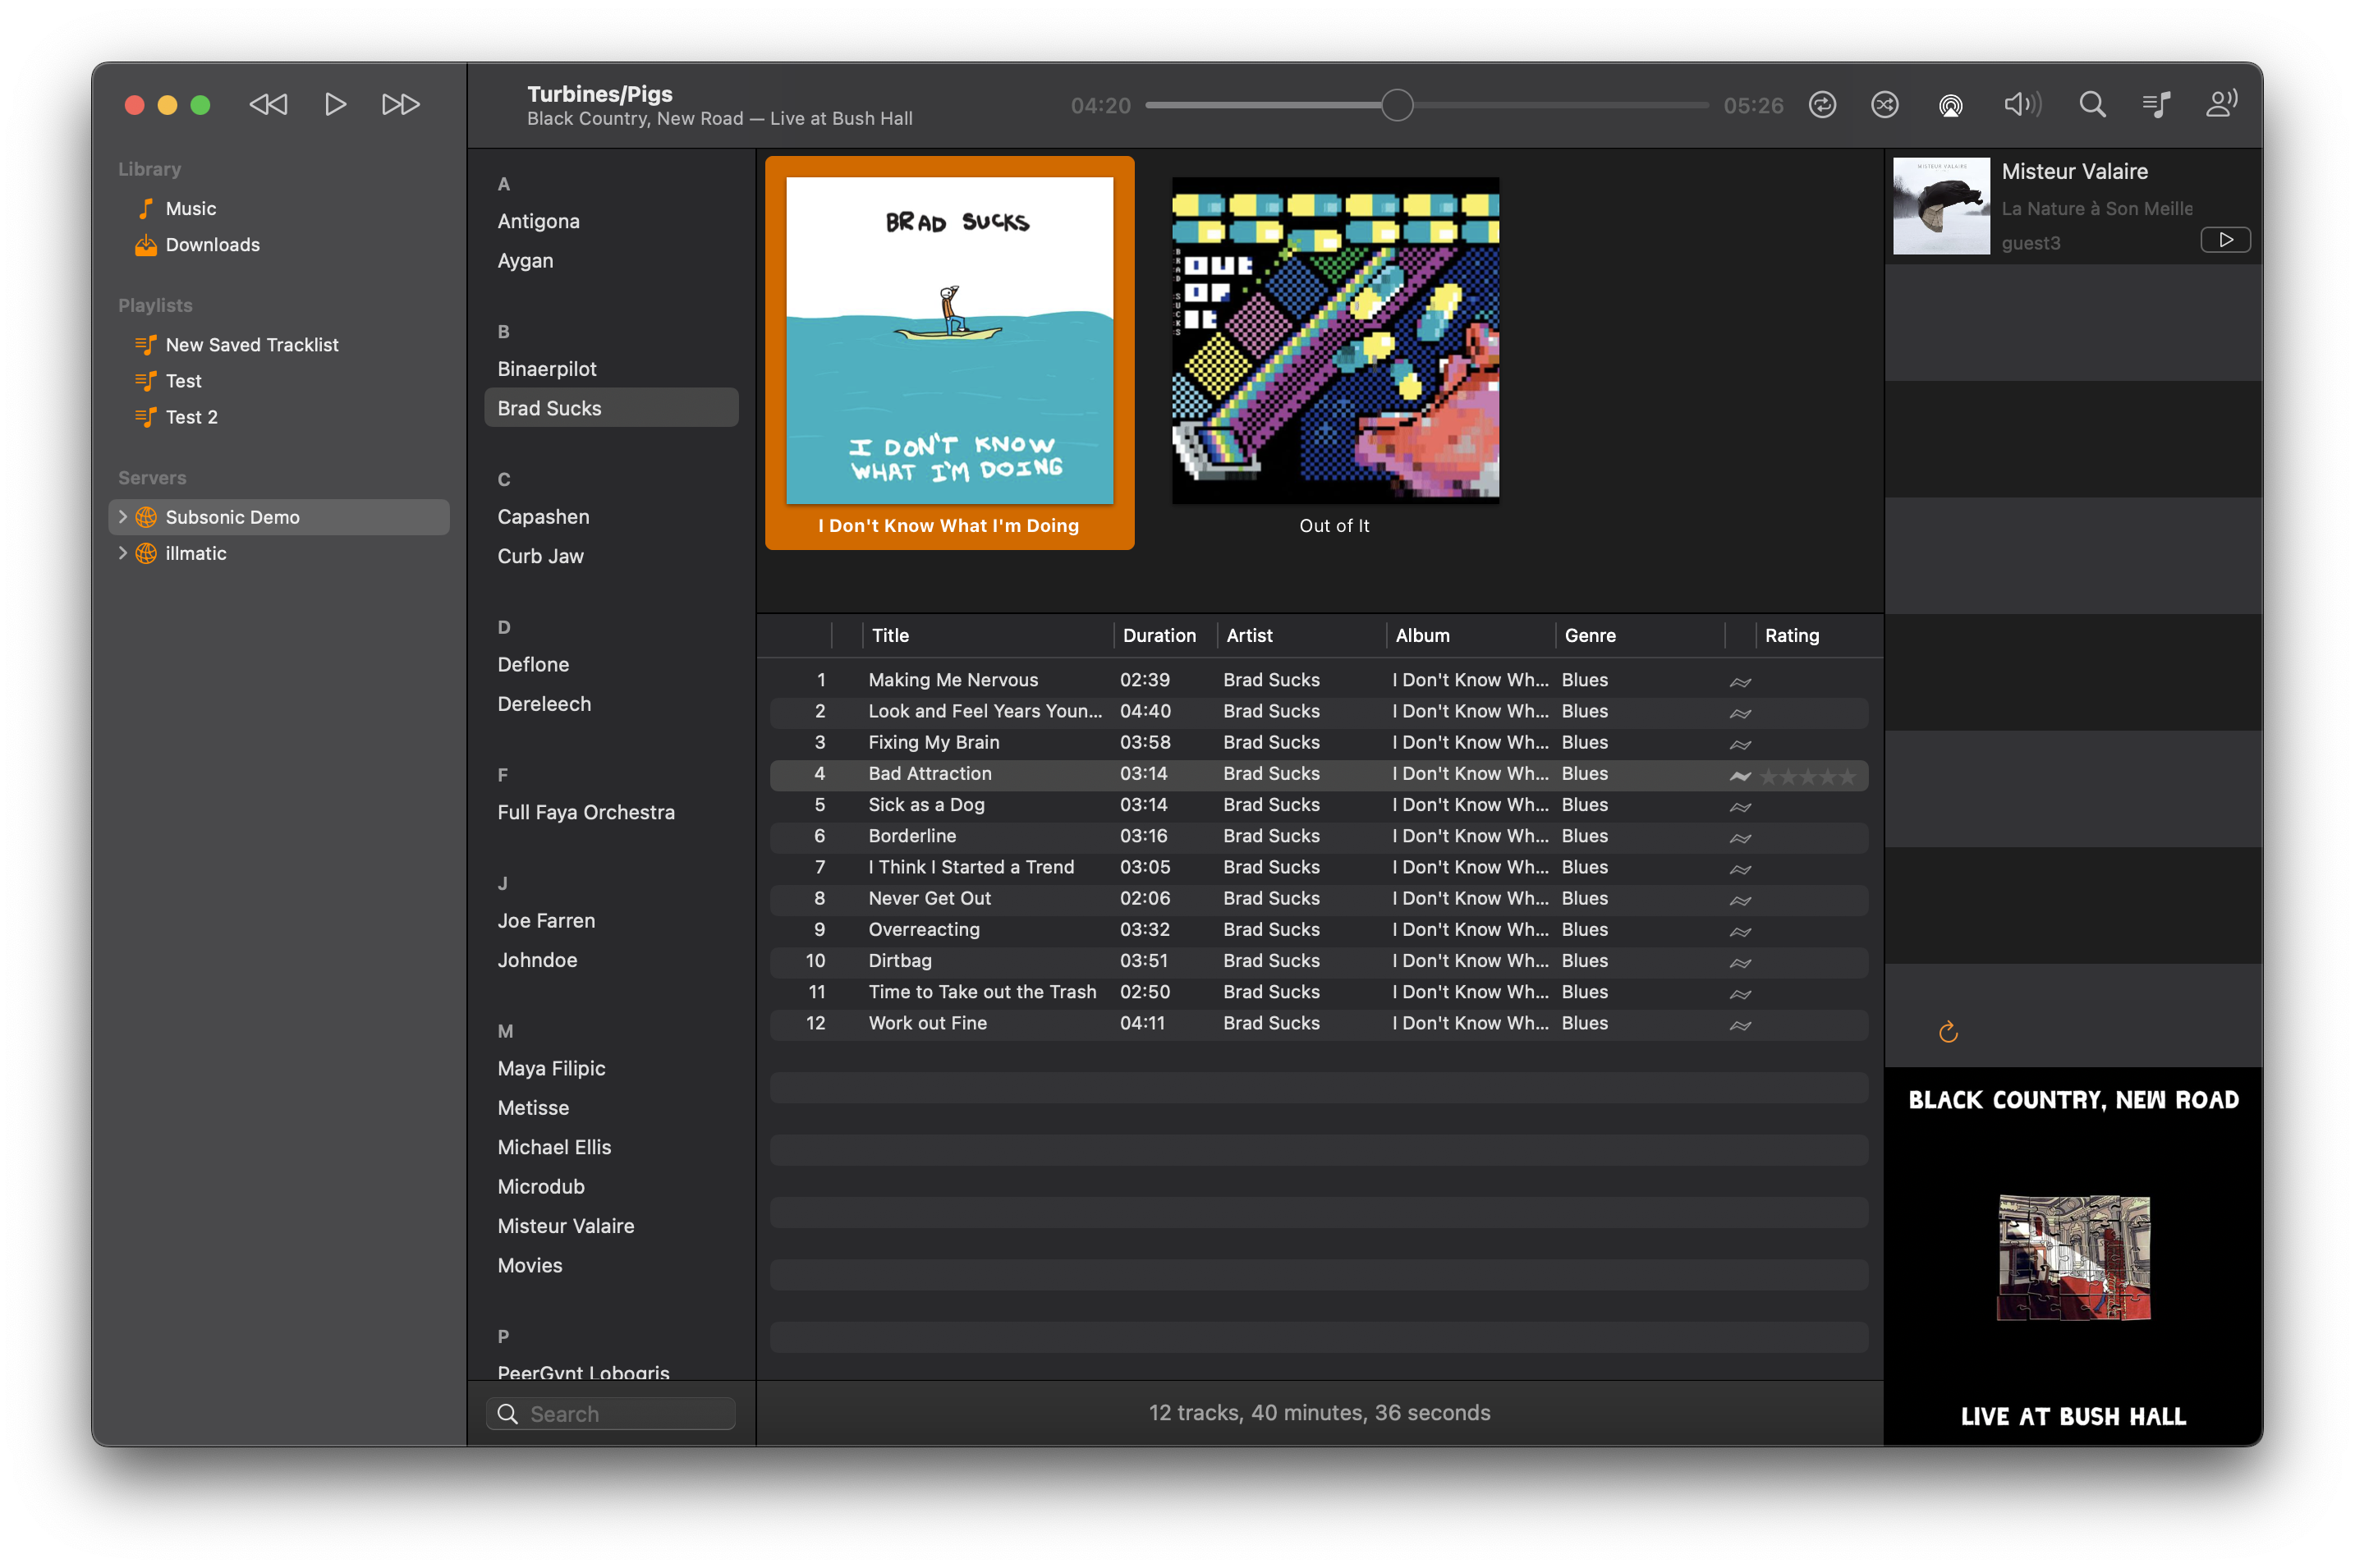 Turbines/Pigs
Black Country, New Road — Live at Bush Hall
04:20
05:26
Library
Music
Downloads
Playlists
New Saved Tracklist
Test
Test 2
Servers
Subsonic Demo
illmatic
A
Antigona
Aygan
B
Binaerpilot
Brad Sucks
C
Capashen
Curb Jaw
D
Deflone
Dereleech
F
Full Faya Orchestra
J
Joe Farren
Johndoe
M
Maya Filipic
Metisse
Michael Ellis
Microdub
Misteur Valaire
Movies
P
PeerGynt Lobogris
Search
BRAD SUCKS
I DON'T KNOW
WHAT I'M DOING
I Don't Know What I'm Doing
BRAD SUCKS
OUT
OF
IT
Out of It
Title Duration Artist Album Genre Rating
1 Making Me Nervous 02:39 Brad Sucks I Don't Know Wh... Blues
2 Look and Feel Years Youn... 04:40 Brad Sucks I Don't Know Wh... Blues
3 Fixing My Brain 03:58 Brad Sucks I Don't Know Wh... Blues
4 Bad Attraction 03:14 Brad Sucks I Don't Know Wh... Blues
5 Sick as a Dog 03:14 Brad Sucks I Don't Know Wh... Blues
6 Borderline 03:16 Brad Sucks I Don't Know Wh... Blues
7 I Think I Started a Trend 03:05 Brad Sucks I Don't Know Wh... Blues
8 Never Get Out 02:06 Brad Sucks I Don't Know Wh... Blues
9 Overreacting 03:32 Brad Sucks I Don't Know Wh... Blues
10 Dirtbag 03:51 Brad Sucks I Don't Know Wh... Blues
11 Time to Take out the Trash 02:50 Brad Sucks I Don't Know Wh... Blues
12 Work out Fine 04:11 Brad Sucks I Don't Know Wh... Blues
12 tracks, 40 minutes, 36 seconds
MISTEUR VALAIRE
Misteur Valaire
La Nature à Son Meille
guest3
BLACK COUNTRY, NEW ROAD
LIVE AT BUSH HALL